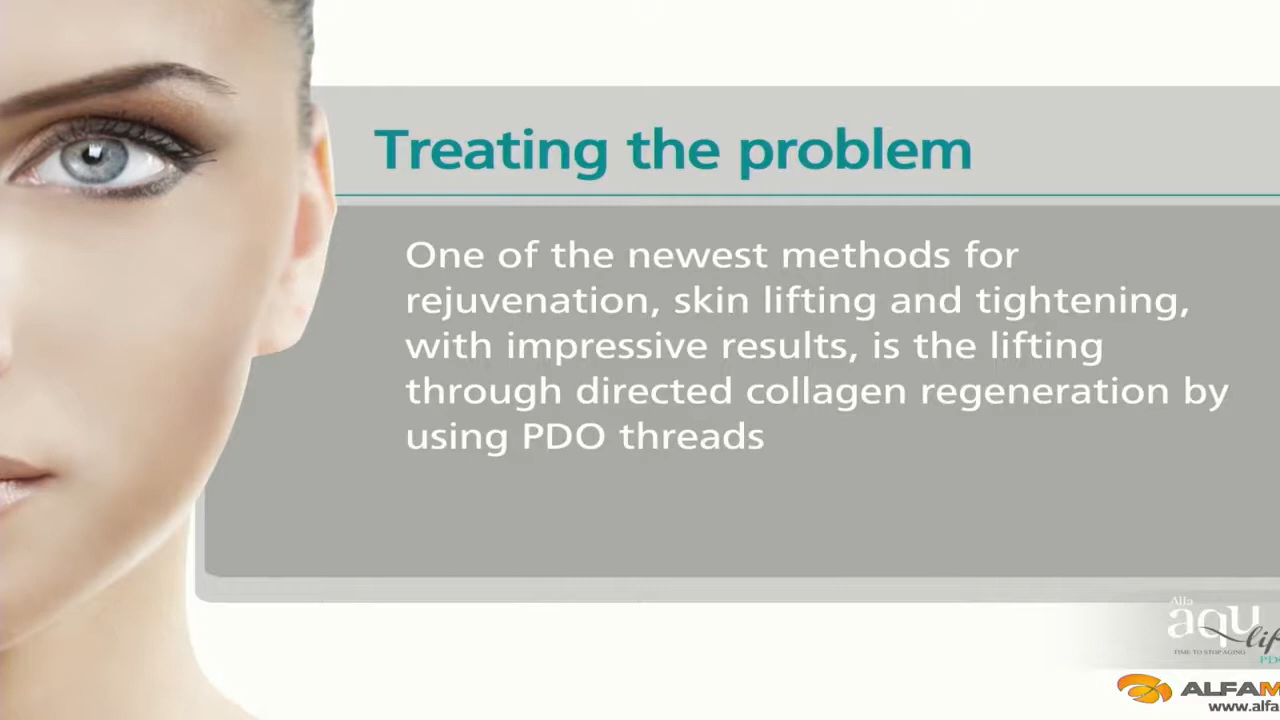 Treating the problem
One of the newest methods for
rejuvenation, skin lifting and tightening,
with impressive results, is the lifting
through directed collagen regeneration by
using PDO threads
Alfa
aqu
TIME TO STOP AGING